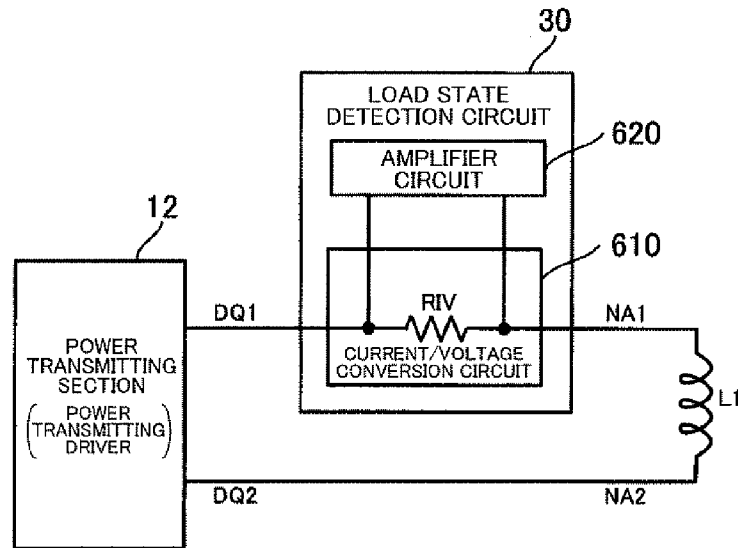 30
LOAD STATE
DETECTION CIRCUIT
620
AMPLIFIER
CIRCUIT
12
610
DQ1
RIV
NA1
CURRENT/VOLTAGE
CONVERSION CIRCUIT
POWER
TRANSMITTING
SECTION
(POWER
TRANSMITTING
DRIVER)
L1
DQ2
NA2